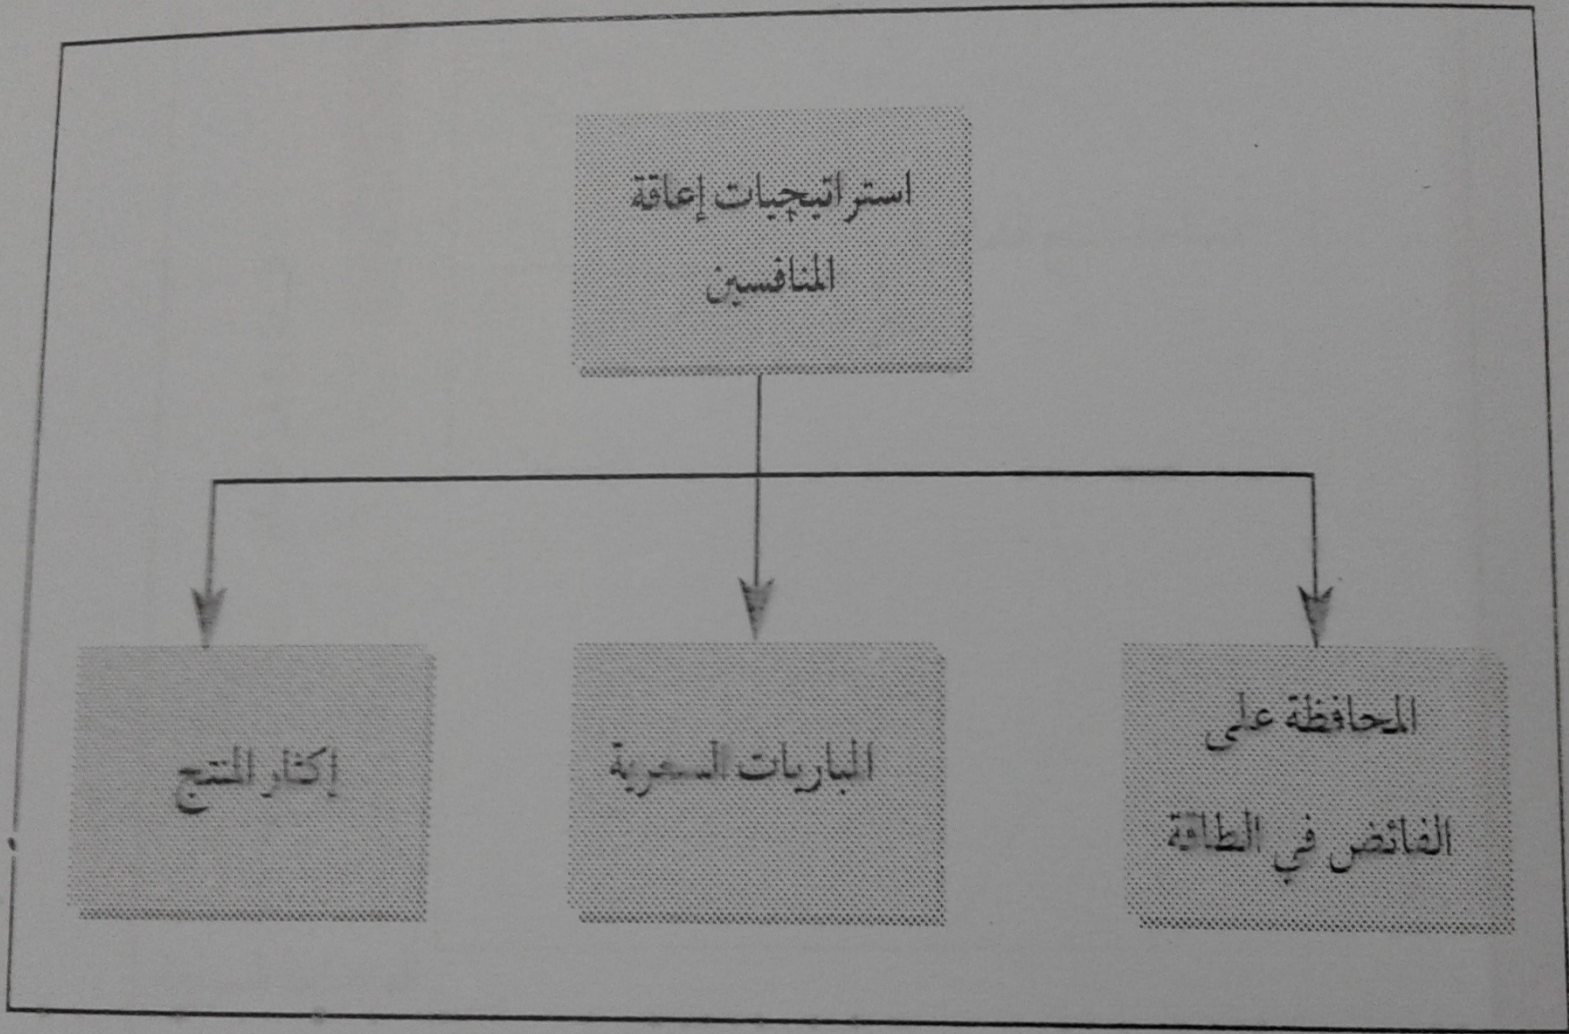 استراتيجيات إعاقة
المنافسين
المحافظة على
الفائض في الطاقة
المباريات السعرية
إكثار المنتج